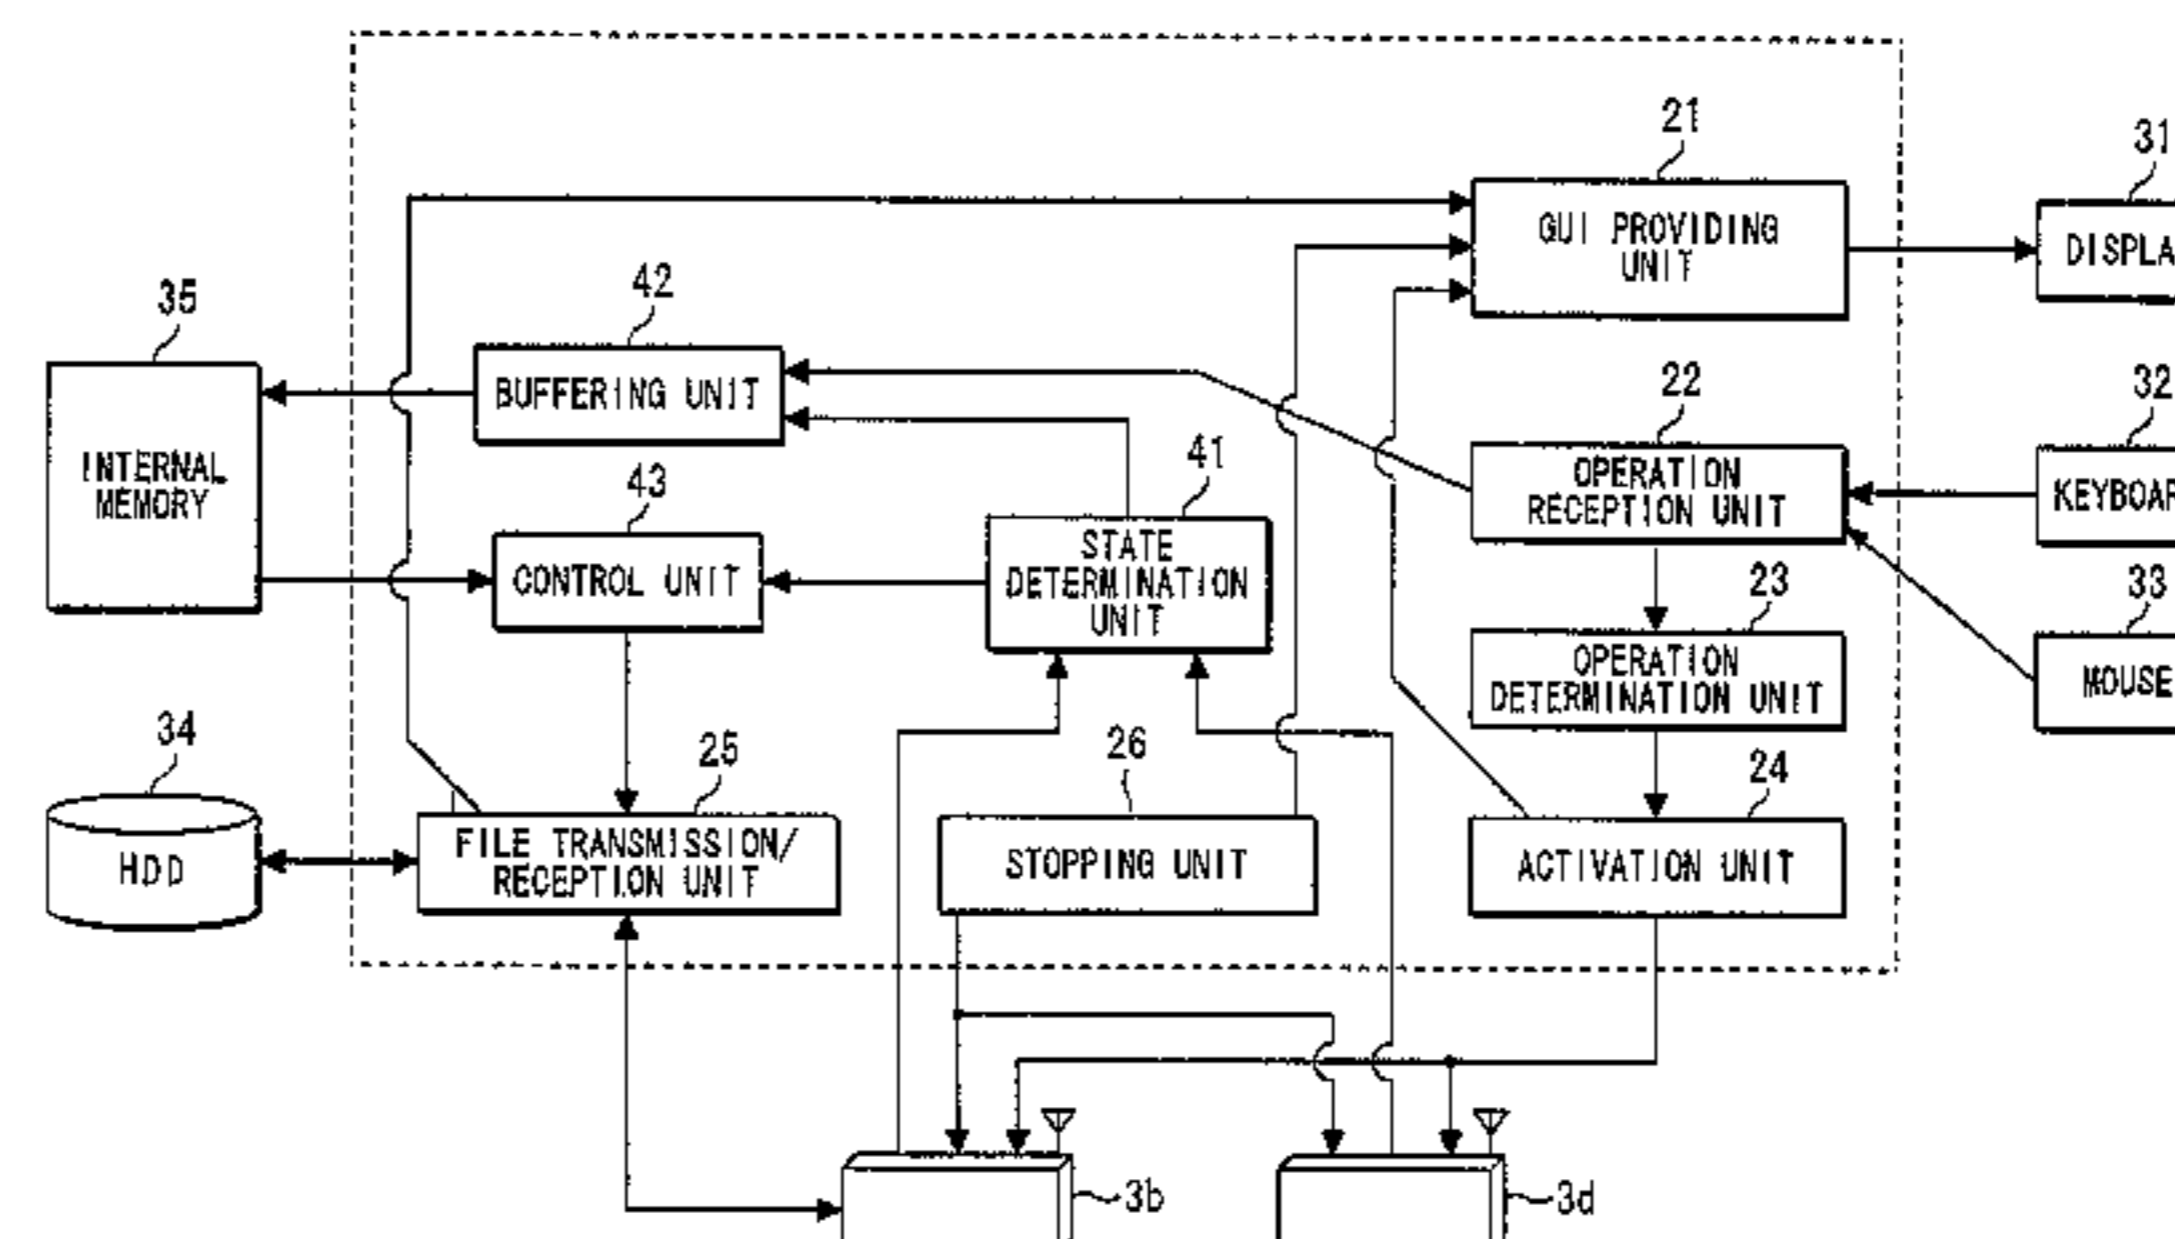 21
31
GUI PROVIDING
UNIT
DISPLA
42
35
BUFFERING UNIT
22
32
INTERNAL
MEMORY
43
41
OPERATION
RECEPTION UNIT
KEYBOAR
STATE
DETERMINATION
UNIT
CONTROL UNIT
23
33
OPERATION
DETERMINATION UNIT
MOUSE
34
25
26
24
FILE TRANSMISSION/
RECEPTION UNIT
HDD
STOPPING UNIT
ACTIVATION UNIT
3b
3d